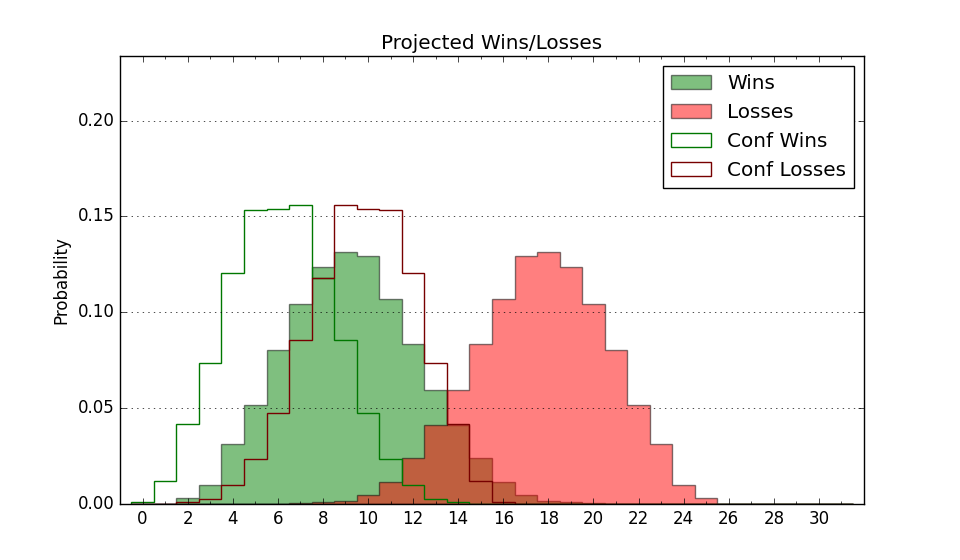 Projected Wins/Losses
Wins
Losses
Conf Wins
Conf Losses
Probability
0.20
0.15
0.10
0.05
0.00
0 2 4 6 8 10 12 14 16 18 20 22 24 26 28 30